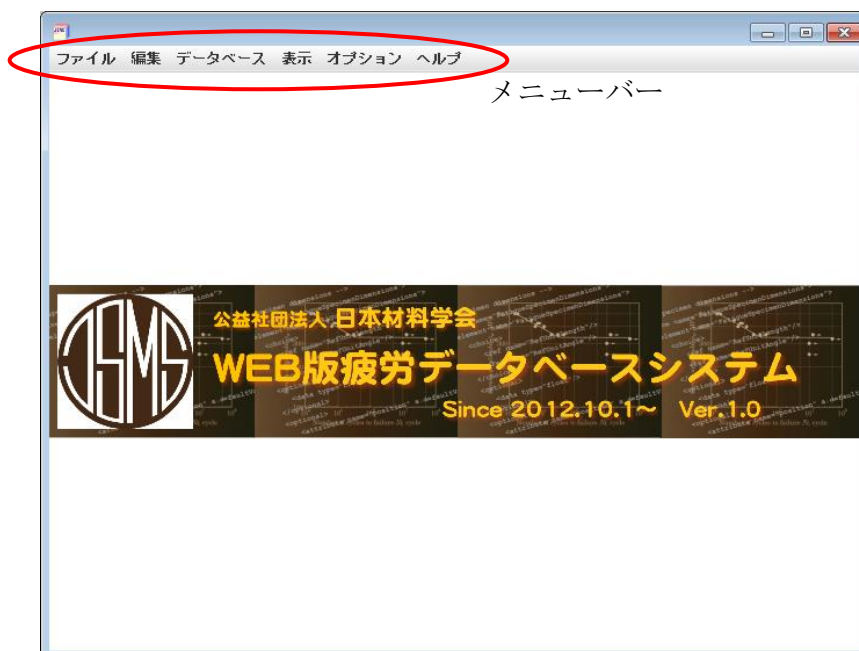 ファイル 編集 データベース 表示 オプション ヘルプ
メニューバー
JSMS
公益社団法人 日本材料学会
WEB版疲労データベースシステム
Since 2012.10.1～ Ver.1.0